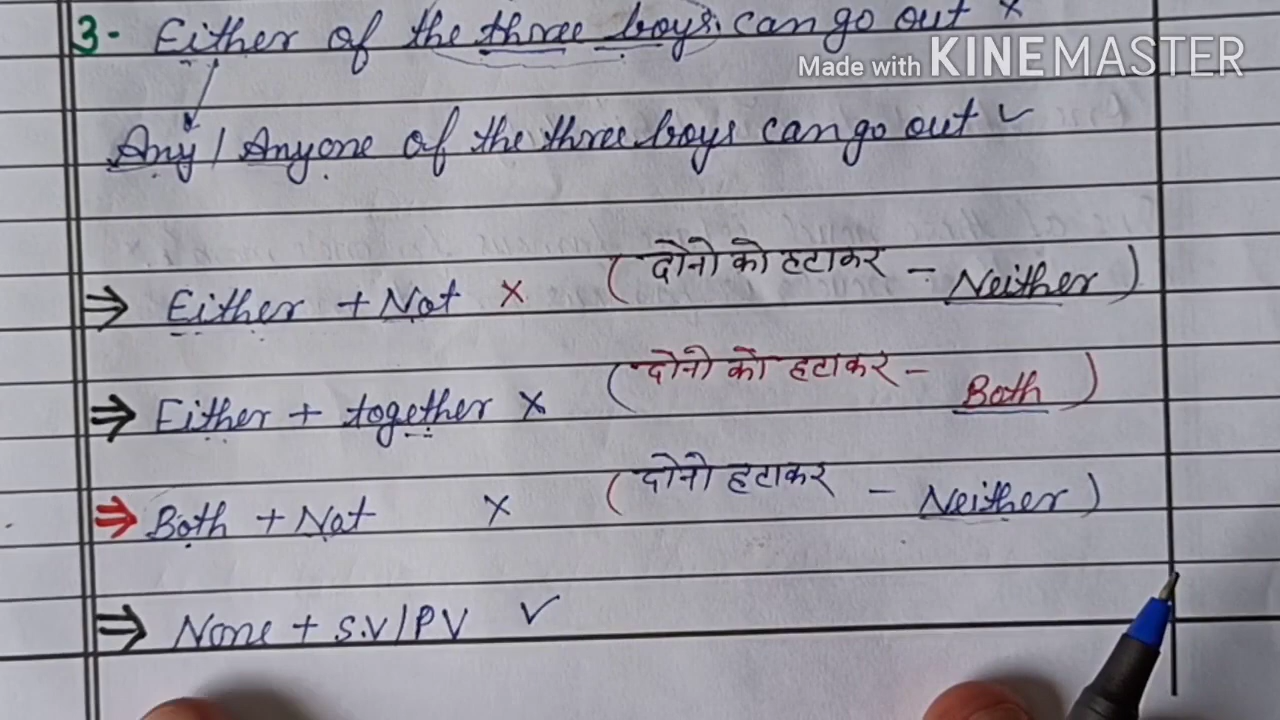 3- Either of the three boys can go out ×
Made with KINEMASTER
Any / Anyone of the three boys can go out ✓
⇒ Either + Not × (दोनो को हटाकर – Neither)
⇒ Either + together × (दोनो को हटाकर – Both)
⇒ Both + Not × (दोनो हटाकर – Neither)
⇒ None + S.V/PV ✓